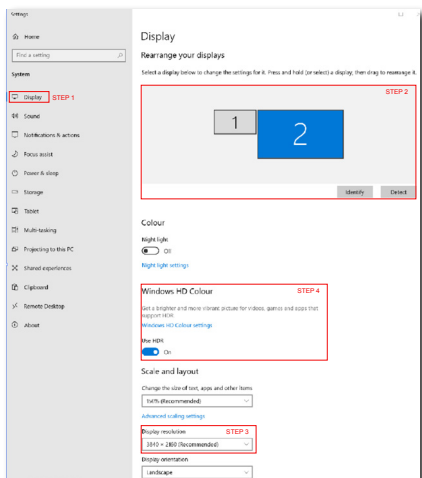 Settings
Home
Find a setting
System
Display STEP 1
Sound
Notifications & actions
Focus assist
Power & sleep
Storage
Tablet
Multi-tasking
Projecting to this PC
Shared experiences
Clipboard
Remote Desktop
About
Display
Rearrange your displays
Select a display below to change the settings for it. Press and hold (or select) a display, then drag to rearrange it.
STEP 2
1
2
Identify Detect
Colour
Night light
Off
Night light settings
Windows HD Colour STEP 4
Get a brighter and more vibrant picture for videos, games and apps that
support HDR.
Windows HD Colour settings
Use HDR
On
Scale and layout
Change the size of text, apps and other items
150% (Recommended)
Advanced scaling settings
Display resolution STEP 3
3840 × 2160 (Recommended)
Display orientation
Landscape